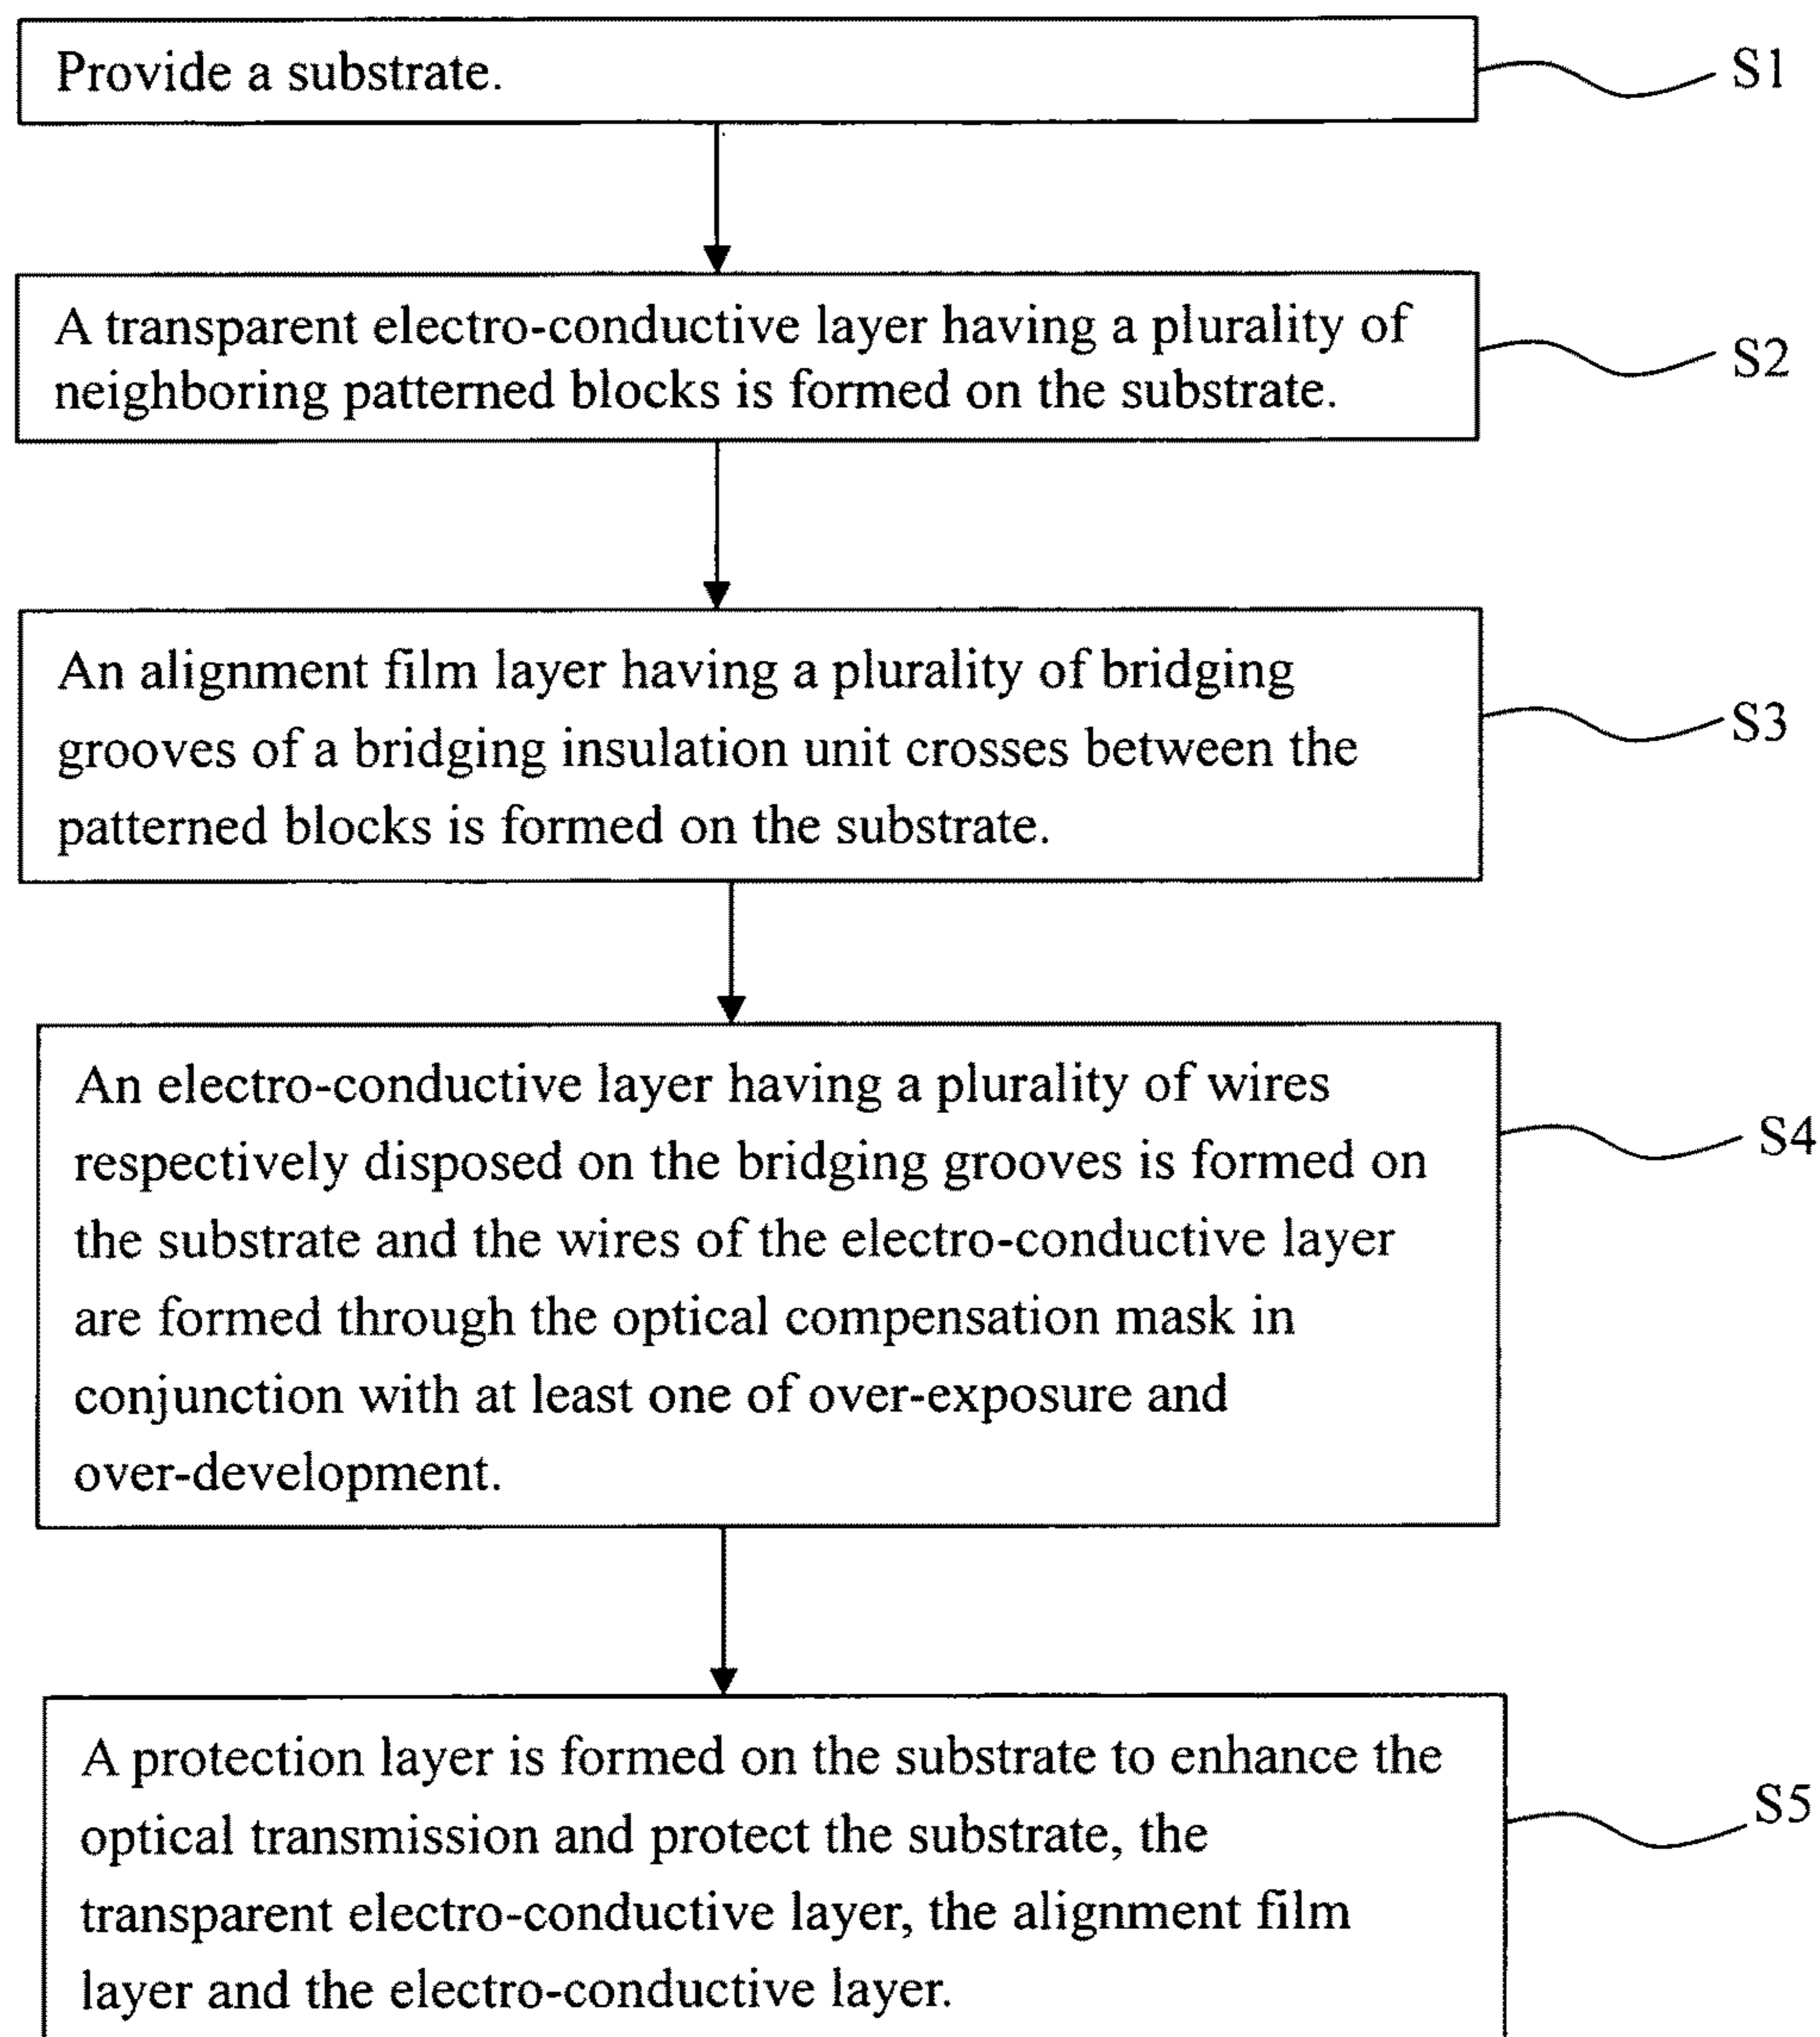 Provide a substrate.
S1
A transparent electro-conductive layer having a plurality of
neighboring patterned blocks is formed on the substrate.
S2
An alignment film layer having a plurality of bridging
grooves of a bridging insulation unit crosses between the
patterned blocks is formed on the substrate.
S3
An electro-conductive layer having a plurality of wires
respectively disposed on the bridging grooves is formed on
the substrate and the wires of the electro-conductive layer
are formed through the optical compensation mask in
conjunction with at least one of over-exposure and
over-development.
S4
A protection layer is formed on the substrate to enhance the
optical transmission and protect the substrate, the
transparent electro-conductive layer, the alignment film
layer and the electro-conductive layer.
S5